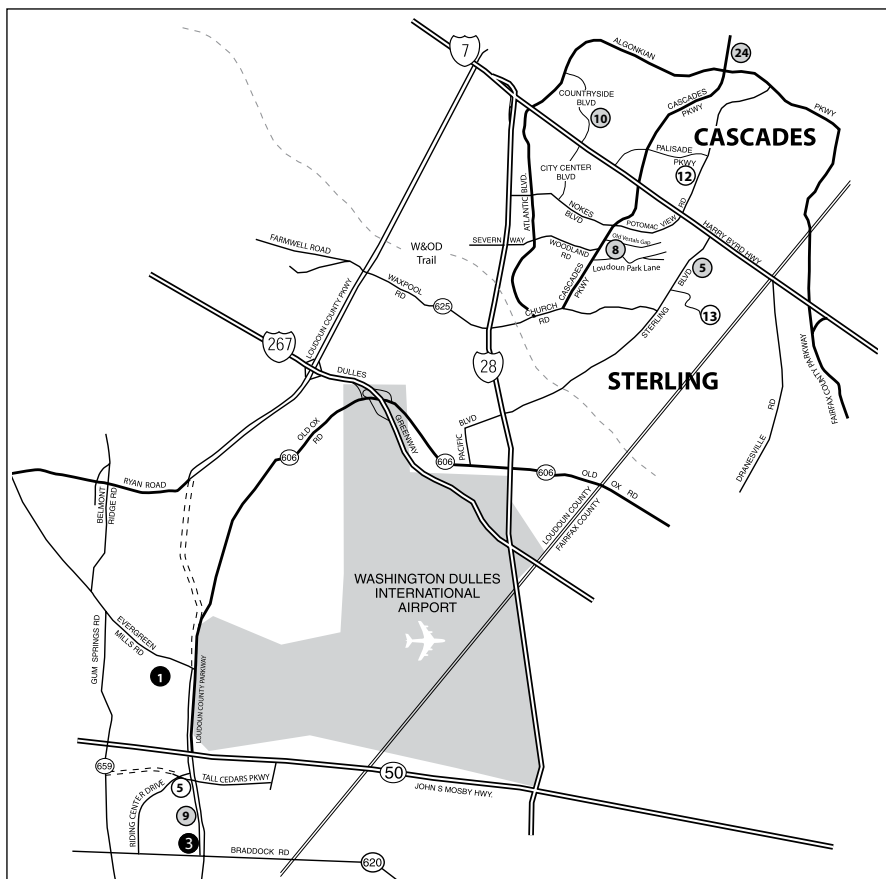 7
ALGONKIAN
24
COUNTRYSIDE
BLVD
10
CASCADES
PKWY
PKWY
CASCADES
PALISADE
PKWY
12
CITY CENTER
BLVD
ATLANTIC BLVD.
NOKES
BLVD
POTOMAC
VIEW
RD
HARRY BYRD HWY
FARMWELL ROAD
W&OD
Trail
SEVERN WAY
WOODLAND
RD
Old Vestals Gap
8
Loudoun Park Lane
BLVD
5
WAXPOOL
RD
625
CASCADES
PKWY
CHURCH
RD
STERLING
13
LOUDOUN COUNTY PKWY
267
28
DULLES
GREENWAY
STERLING
FAIRFAX COUNTY PARKWAY
DRANESVILLE
RD
OLD OX
RD
606
PACIFIC
BLVD
606
606
OLD
OX RD
RYAN ROAD
BELMONT
RIDGE RD
LOUDOUN COUNTY
FAIRFAX COUNTY
WASHINGTON DULLES
INTERNATIONAL
AIRPORT
GUM SPRINGS RD
EVERGREEN
MILLS RD
1
LOUDOUN COUNTY PARKWAY
659
50
JOHN S MOSBY HWY.
TALL CEDARS PKWY
5
RIDING CENTER DRIVE
9
3
BRADDOCK RD
620